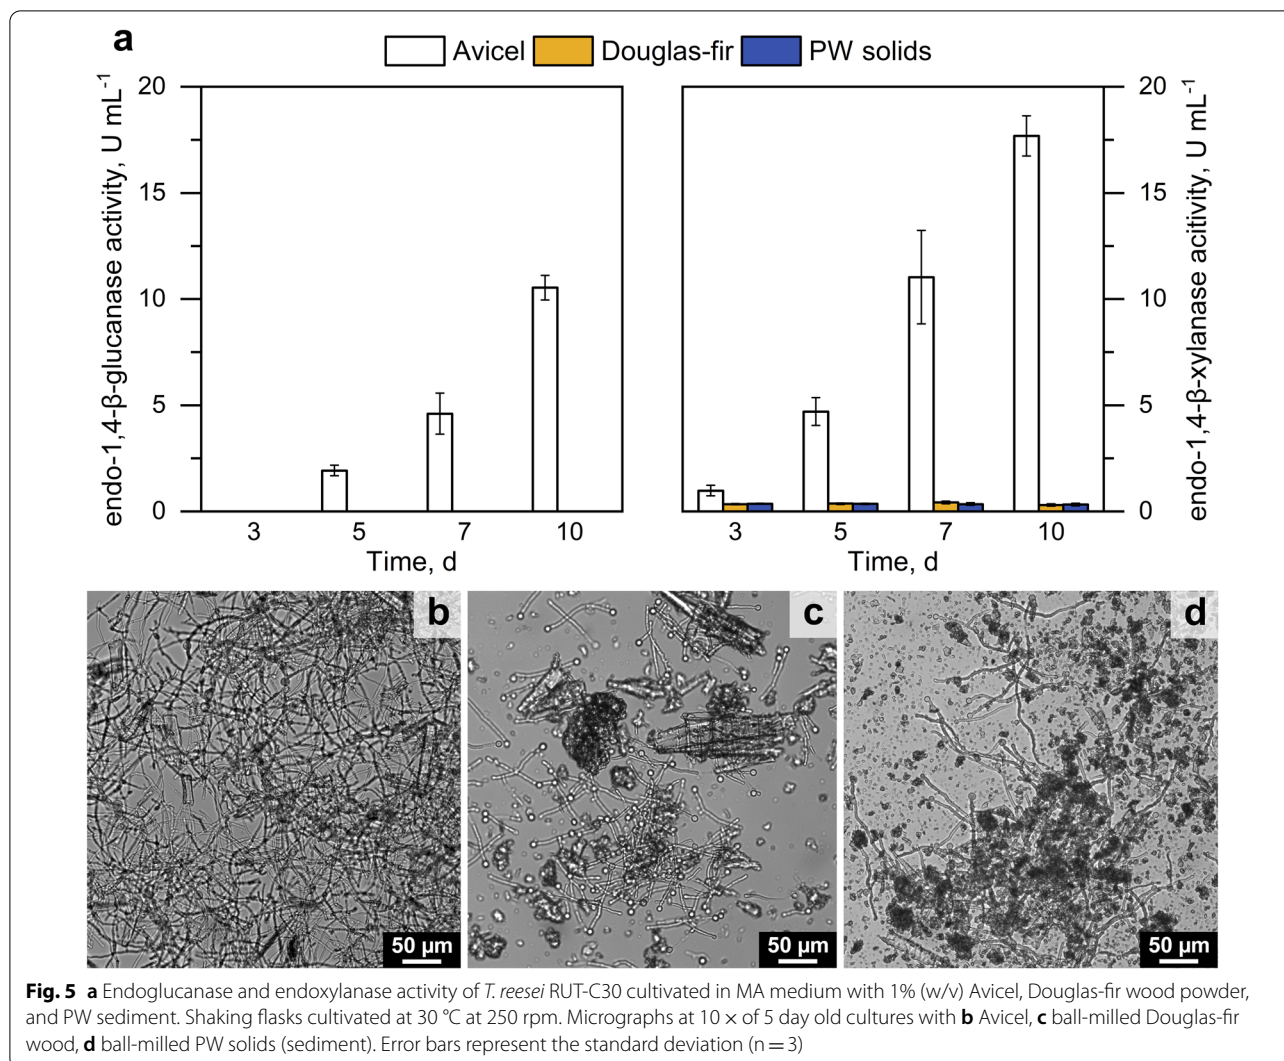 a
Avicel Douglas-fir PW solids
endo-1,4-β-glucanase activity, U mL⁻¹
20
15
10
5
0
3 5 7 10
Time, d
20
15
10
5
0
endo-1,4-β-xylanase acitivity, U mL⁻¹
3 5 7 10
Time, d
b
50 µm
c
50 µm
d
50 µm
Fig. 5 a Endoglucanase and endoxylanase activity of T. reesei RUT-C30 cultivated in MA medium with 1% (w/v) Avicel, Douglas-fir wood powder,
and PW sediment. Shaking flasks cultivated at 30 °C at 250 rpm. Micrographs at 10 × of 5 day old cultures with b Avicel, c ball-milled Douglas-fir
wood, d ball-milled PW solids (sediment). Error bars represent the standard deviation (n = 3)